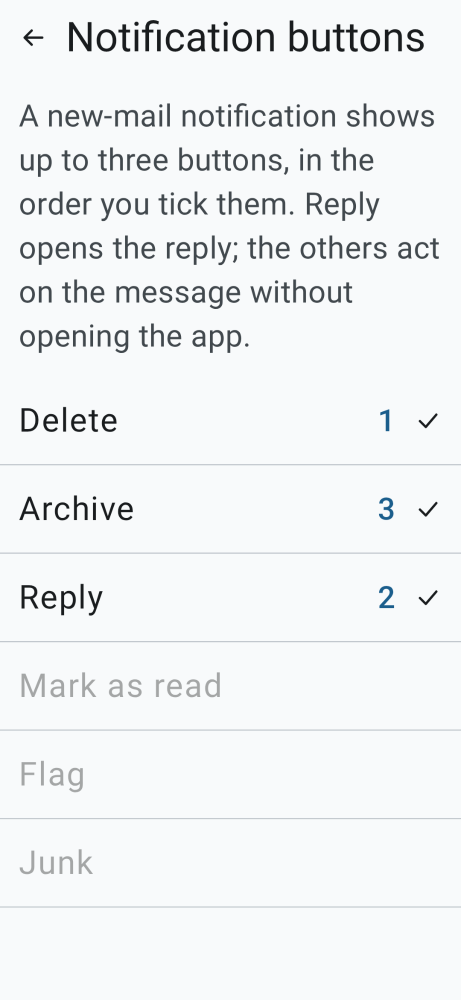 Notification buttons
A new-mail notification shows
up to three buttons, in the
order you tick them. Reply
opens the reply; the others act
on the message without
opening the app.
Delete 1
Archive 3
Reply 2
Mark as read
Flag
Junk